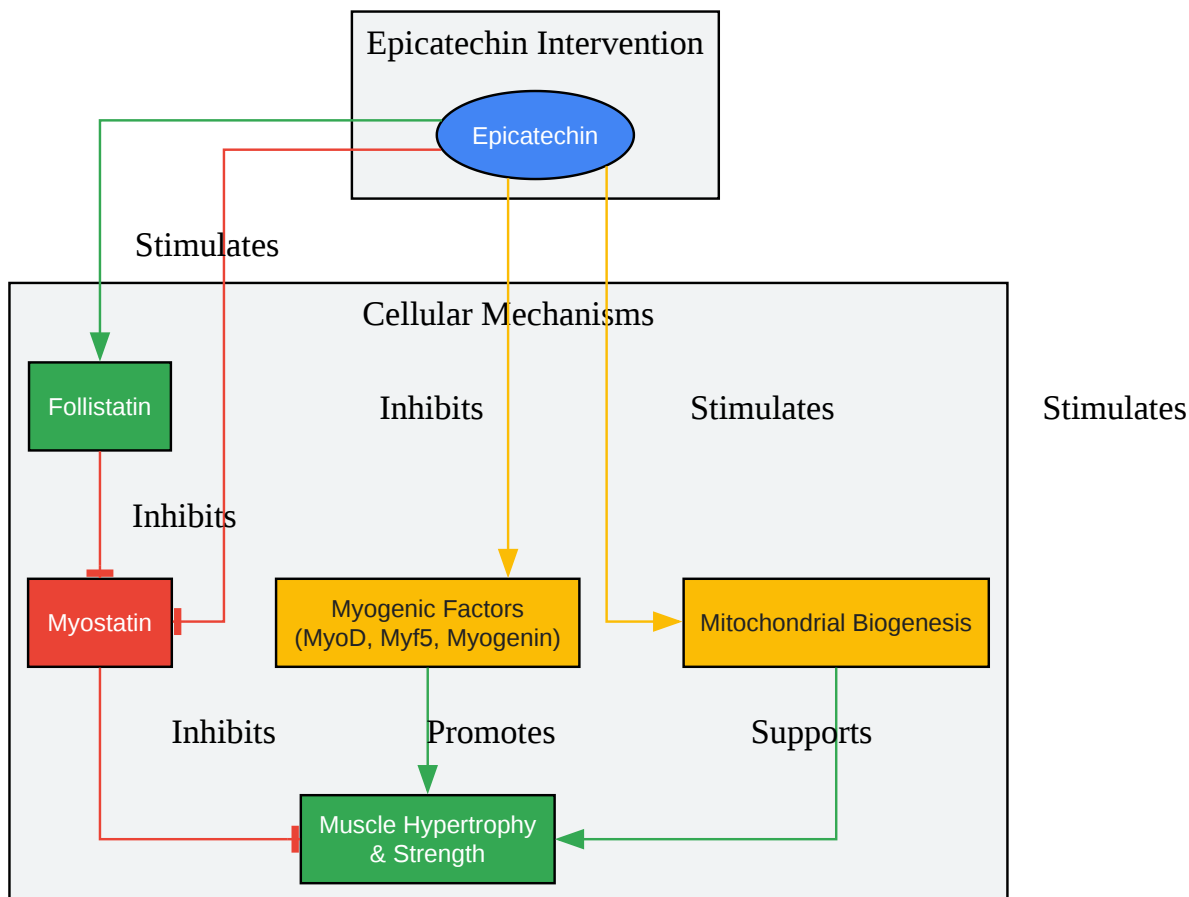 Epicatechin Intervention
Epicatechin
Stimulates
Cellular Mechanisms
Follistatin
Inhibits
Stimulates
Stimulates
Inhibits
Myostatin
Myogenic Factors
(MyoD, Myf5, Myogenin)
Mitochondrial Biogenesis
Inhibits
Promotes
Supports
Muscle Hypertrophy
& Strength